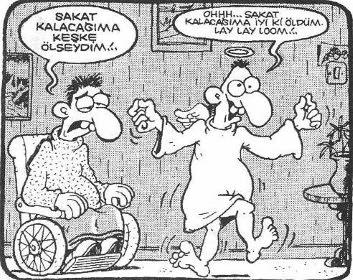 SAKAT
KALACAĞIMA
KEŞKE
ÖLSEYDİM...
OHHH... SAKAT
KALACAĞIMA İYİ Kİ ÖLDÜM.
LAY LAY LOOM...